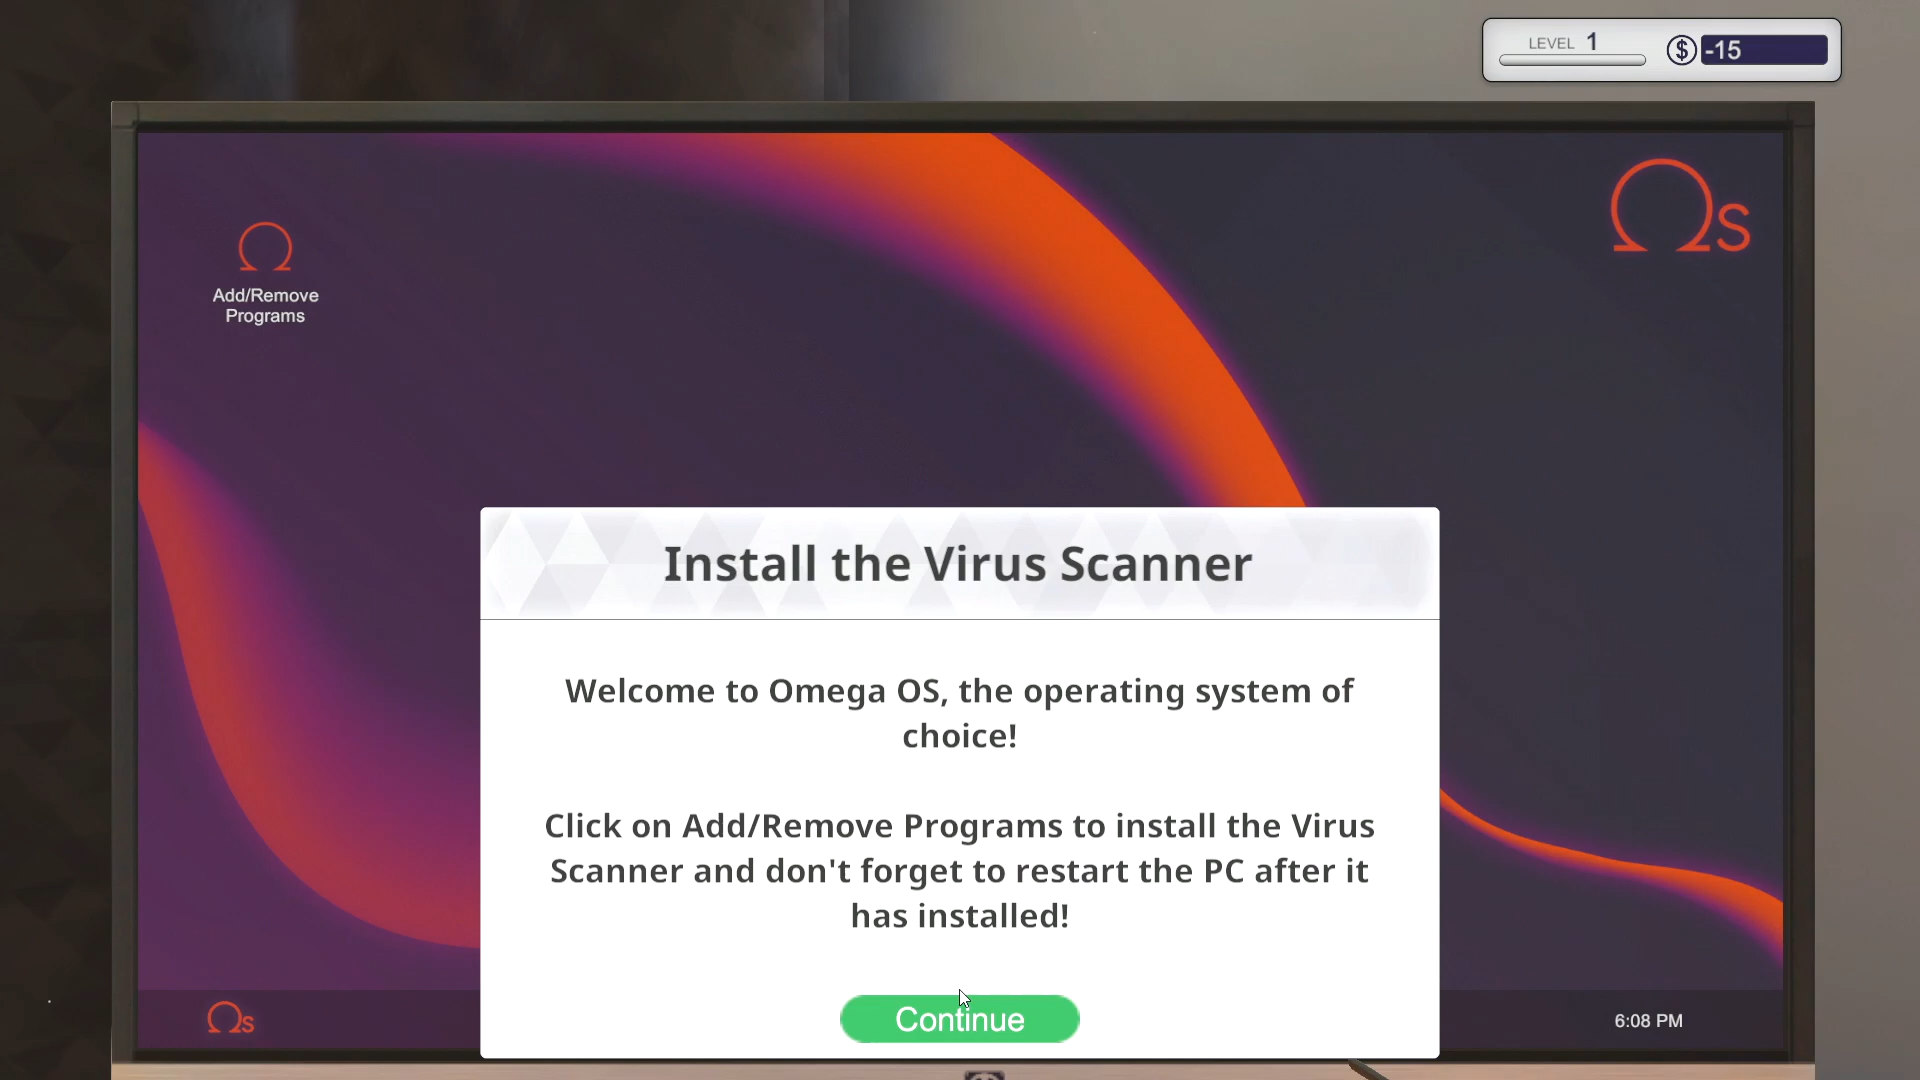 LEVEL 1
$ -15
Ωs
Add/Remove
Programs
Install the Virus Scanner
Welcome to Omega OS, the operating system of
choice!
Click on Add/Remove Programs to install the Virus
Scanner and don't forget to restart the PC after it
has installed!
Continue
Ωs
6:08 PM